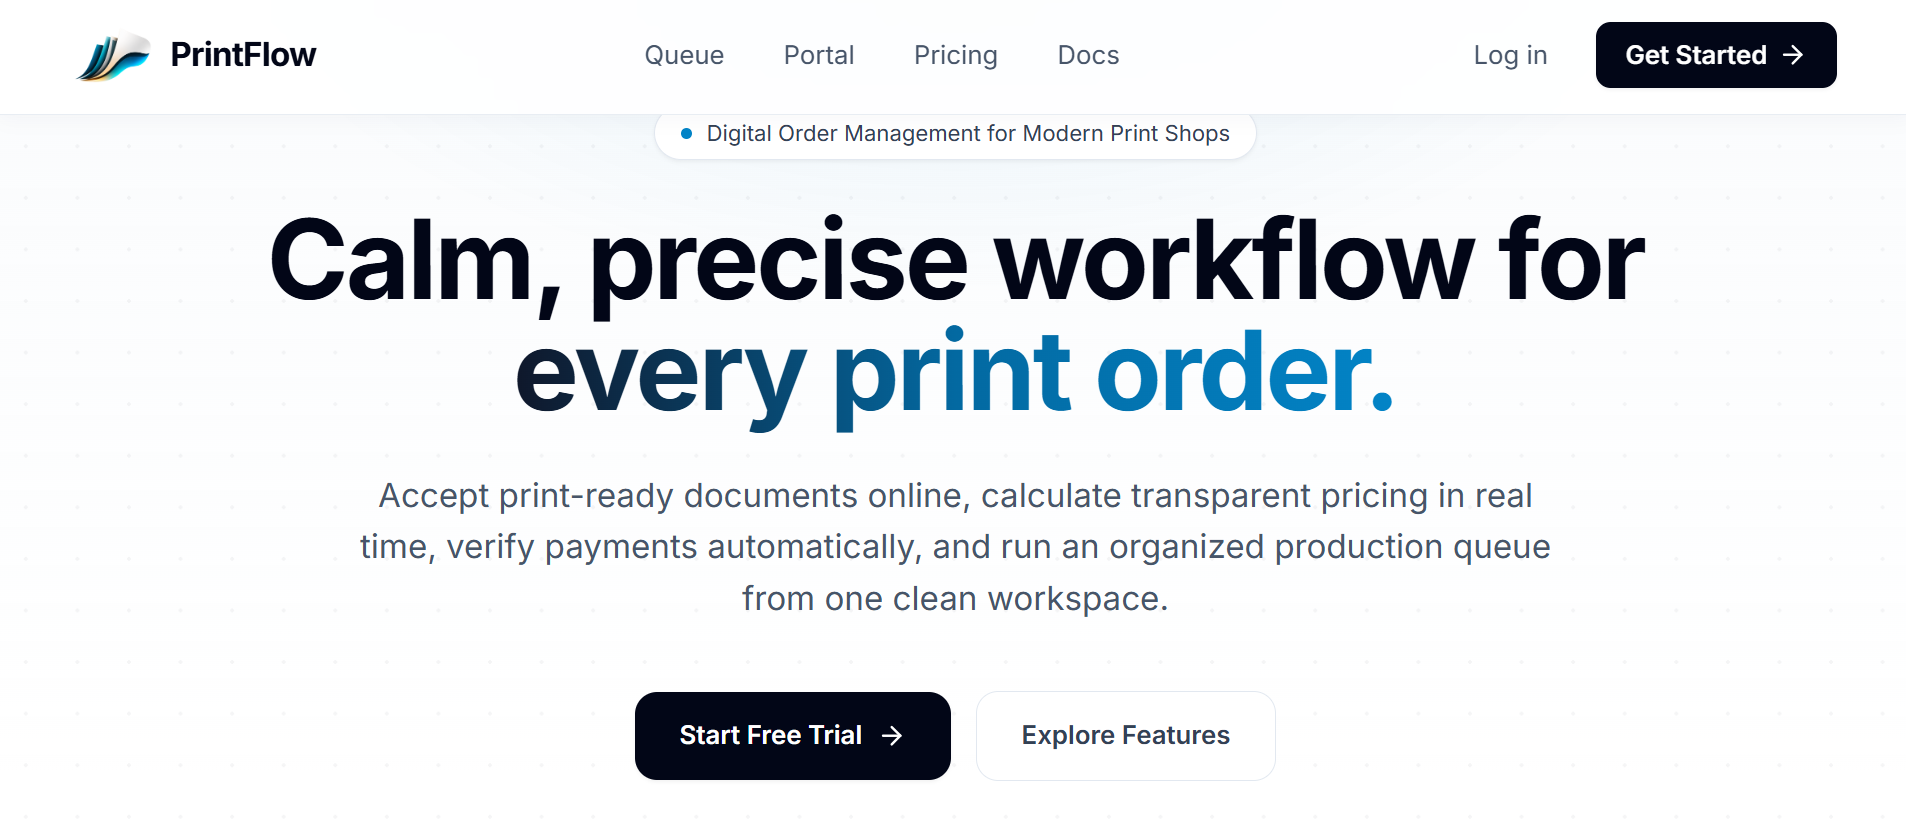 PrintFlow
Queue
Portal
Pricing
Docs
Log in
Get Started →
Digital Order Management for Modern Print Shops
Calm, precise workflow for
every print order.
Accept print-ready documents online, calculate transparent pricing in real
time, verify payments automatically, and run an organized production queue
from one clean workspace.
Start Free Trial →
Explore Features